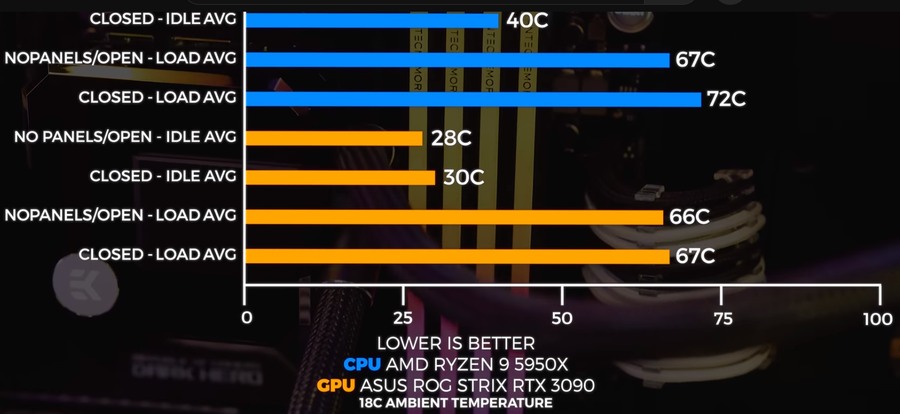 CLOSED - IDLE AVG 40C
NOPANELS/OPEN - LOAD AVG 67C
CLOSED - LOAD AVG 72C
NO PANELS/OPEN - IDLE AVG 28C
CLOSED - IDLE AVG 30C
NOPANELS/OPEN - LOAD AVG 66C
CLOSED - LOAD AVG 67C
0 25 50 75 100
LOWER IS BETTER
CPU AMD RYZEN 9 5950X
GPU ASUS ROG STRIX RTX 3090
18C AMBIENT TEMPERATURE
DARK HERO